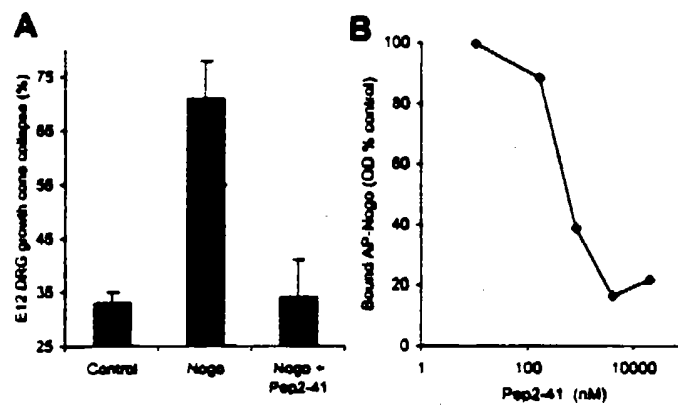 A
E12 DRG growth cone collapse (%)
75
65
55
45
35
25
Control
Nogo
Nogo +
Pep2-41
B
Bound AP-Nogo (OD % control)
100
80
60
40
20
0
1
100
10000
Pep2-41 (nM)